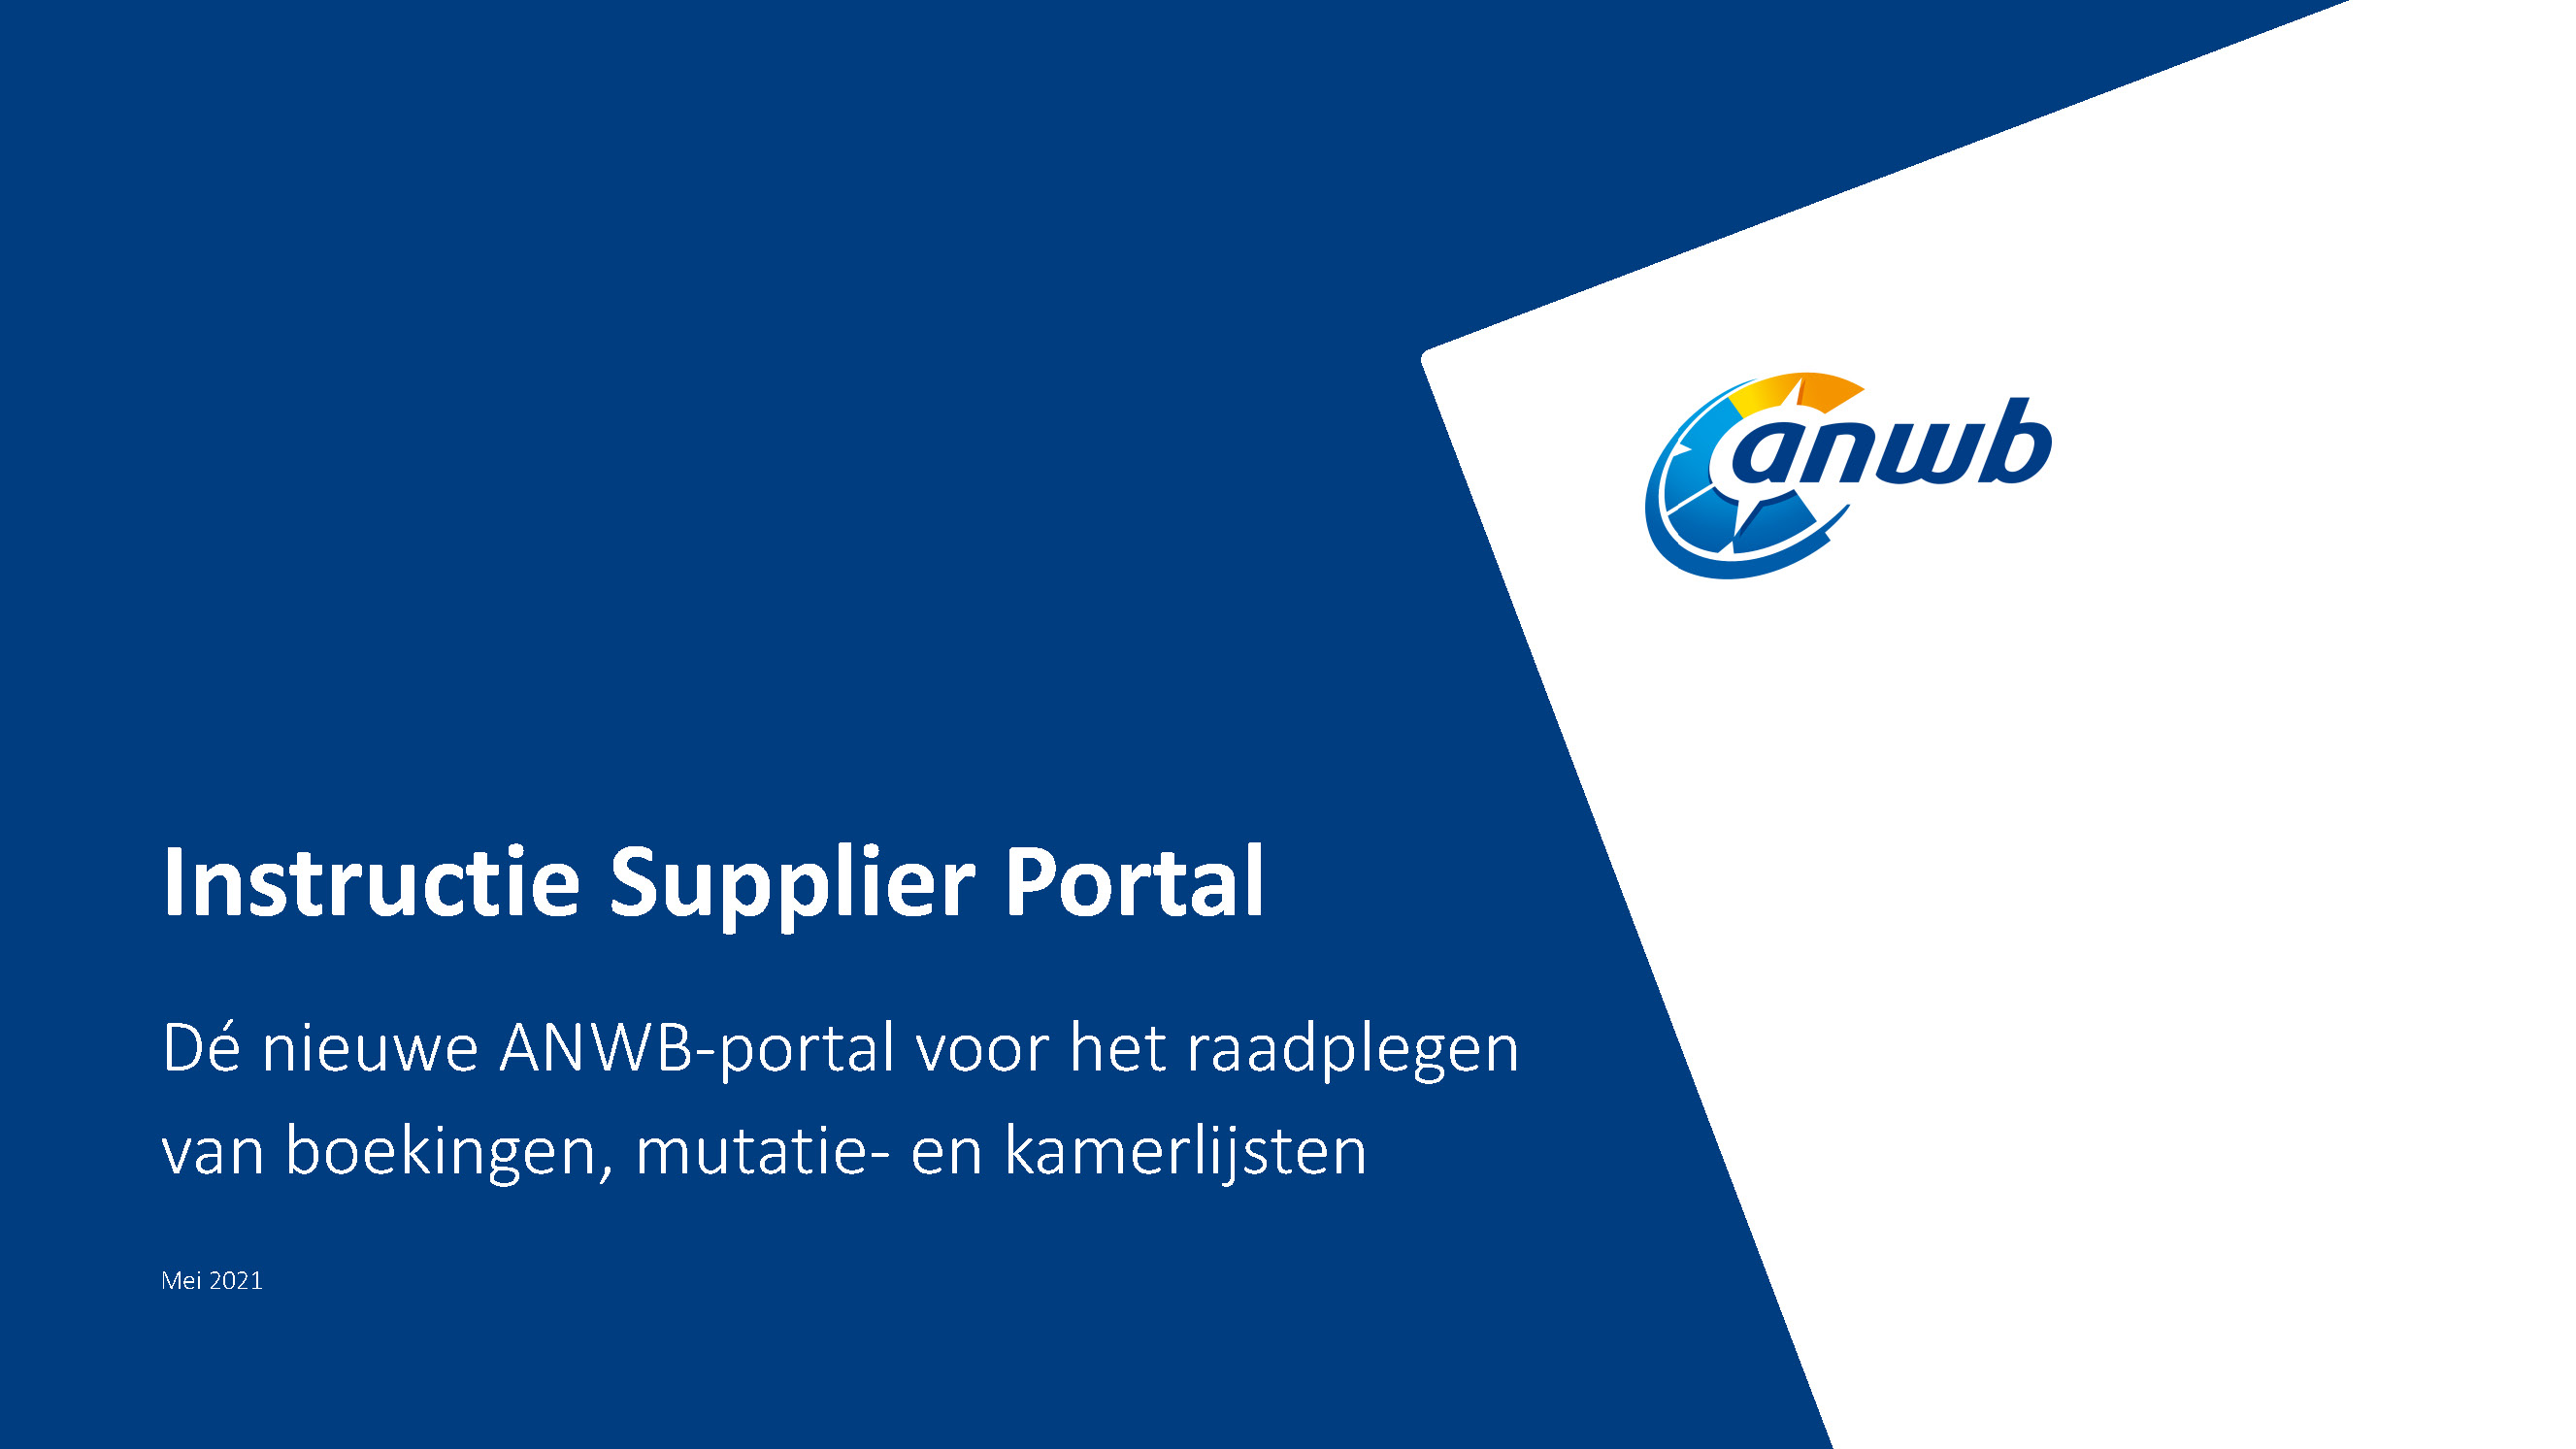 anwb
Instructie Supplier Portal
Dé nieuwe ANWB-portal voor het raadplegen
van boekingen, mutatie- en kamerlijsten
Mei 2021